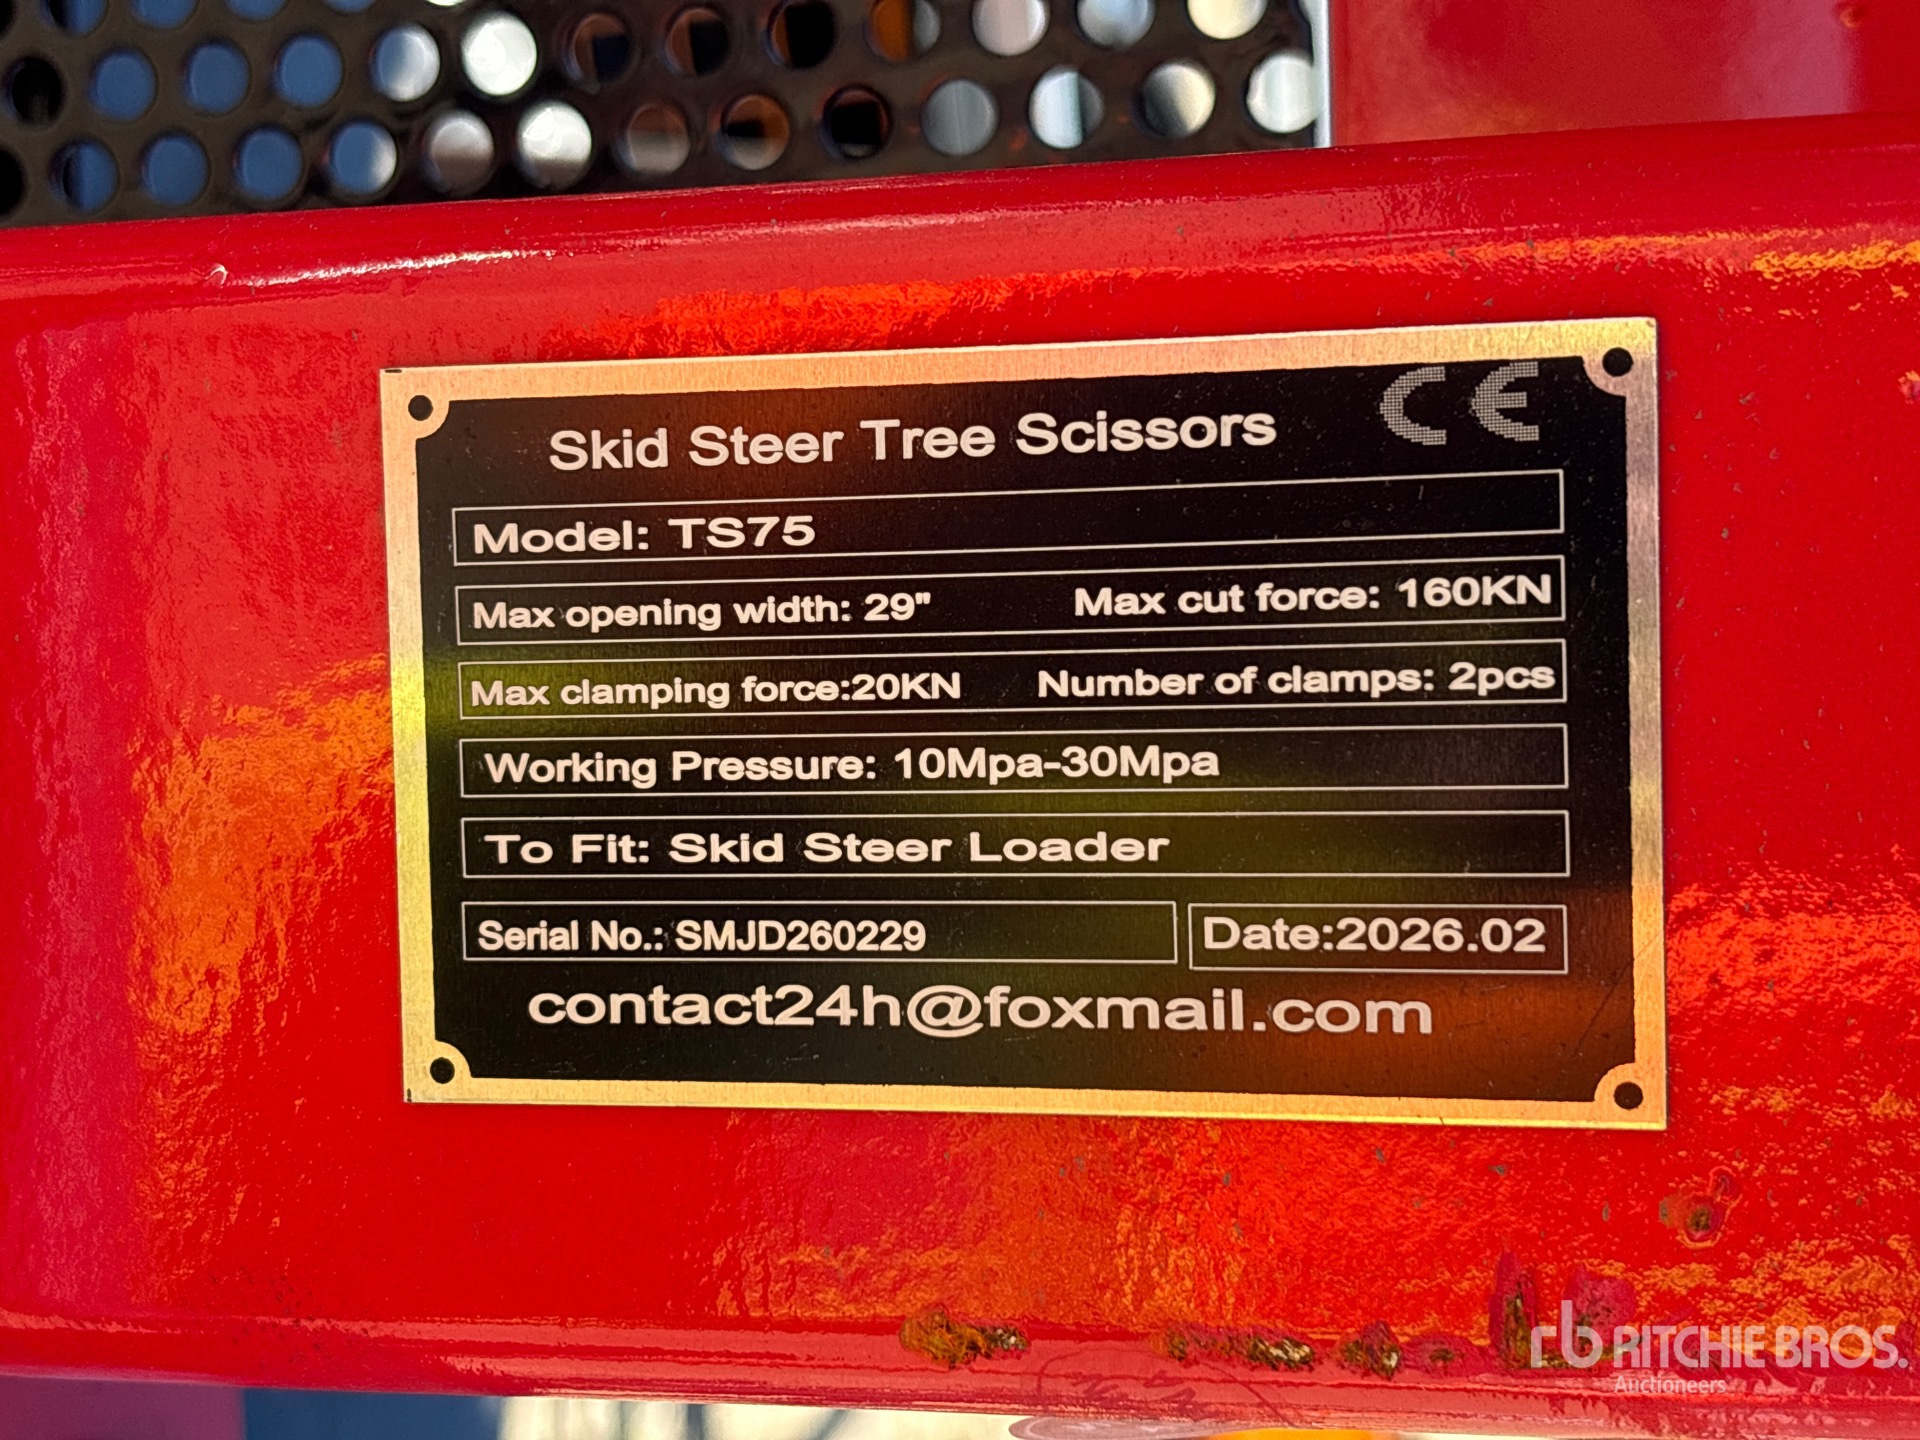 Skid Steer Tree Scissors CE
Model: TS75
Max opening width: 29" Max cut force: 160KN
Max clamping force:20KN Number of clamps: 2pcs
Working Pressure: 10Mpa-30Mpa
To Fit: Skid Steer Loader
Serial No.: SMJD260229 Date:2026.02
contact24h@foxmail.com
rb RITCHIE BROS.
Auctioneers